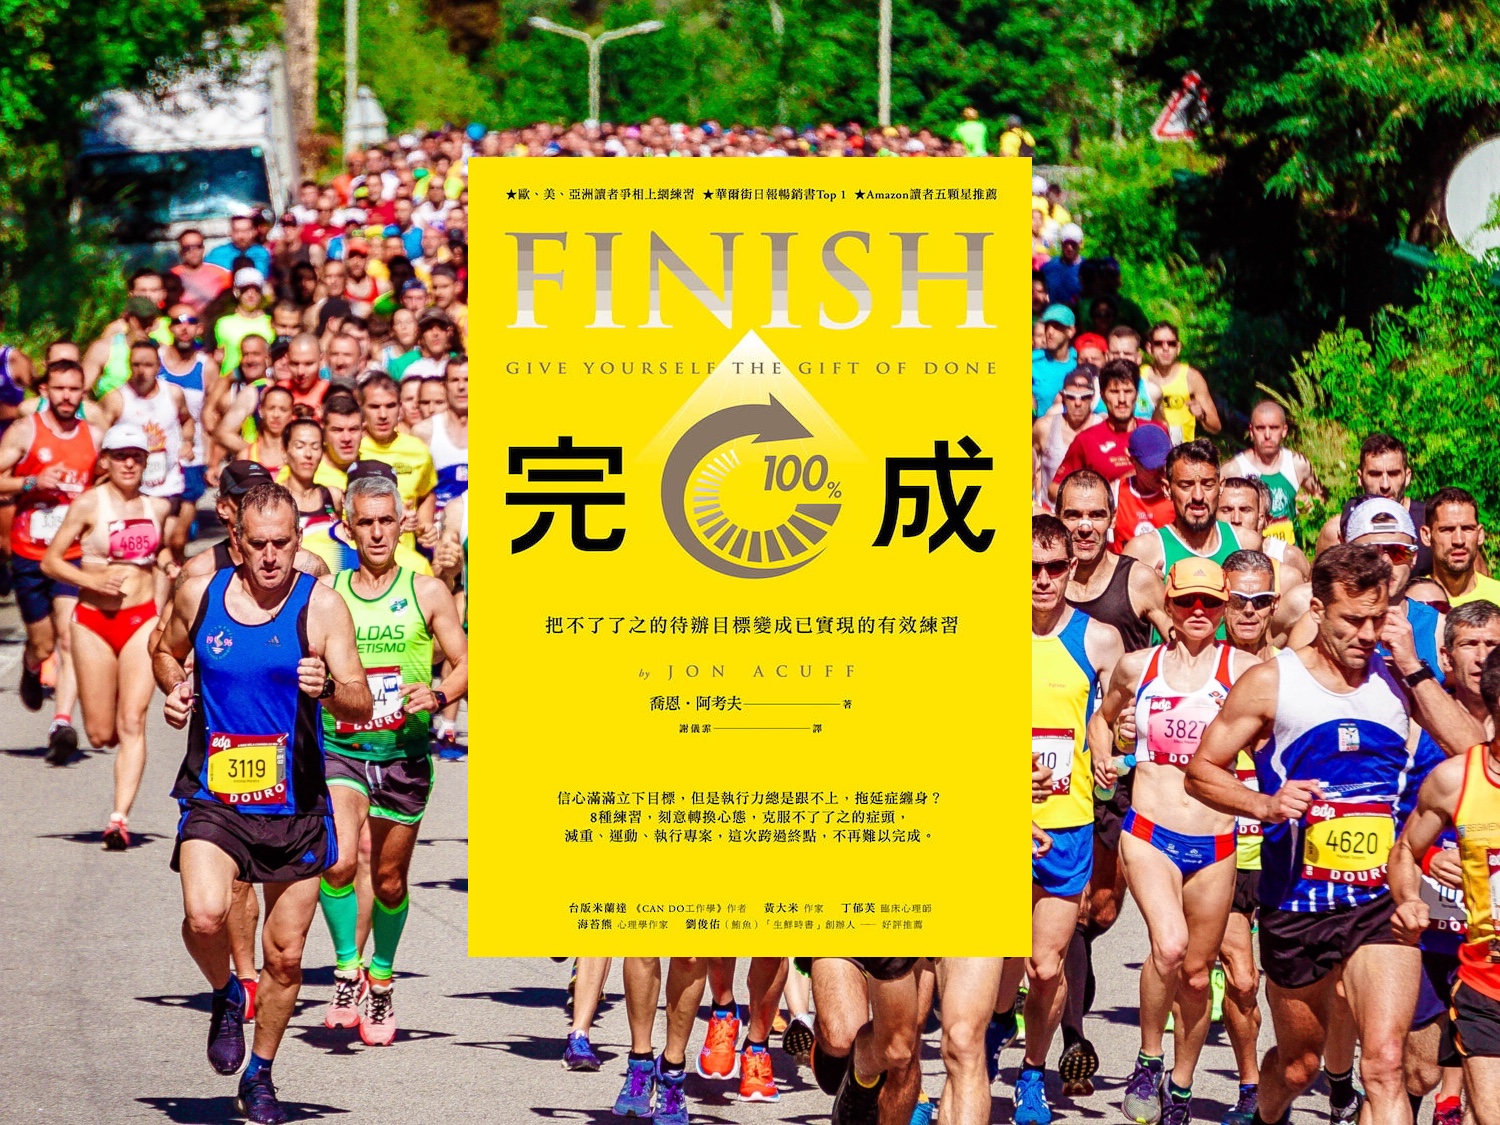 ★歐、美、亞洲讀者爭相上網練習 ★華爾街日報暢銷書Top 1 ★Amazon讀者五顆星推薦
FINISH
GIVE YOURSELF THE GIFT OF DONE
完成
100%
把不了了之的待辦目標變成已實現的有效練習
by JON ACUFF
喬恩・阿考夫 著
謝儀霏 譯
信心滿滿立下目標，但是執行力總是跟不上，拖延症纏身？
8種練習，刻意轉換心態，克服不了了之的症頭，
減重、運動、執行專案，這次跨過終點，不再難以完成。
台版米蘭達《CAN DO工作學》作者 黃大米 作家 丁郁芙 臨床心理師
海苔熊 心理學作家 劉俊佑（鮪魚）「生鮮時書」創辦人 — 好評推薦
4685
LDAS
ETISMO
DOURO
edp
3119
DOURO
10
3827
edp
4620
DOURO